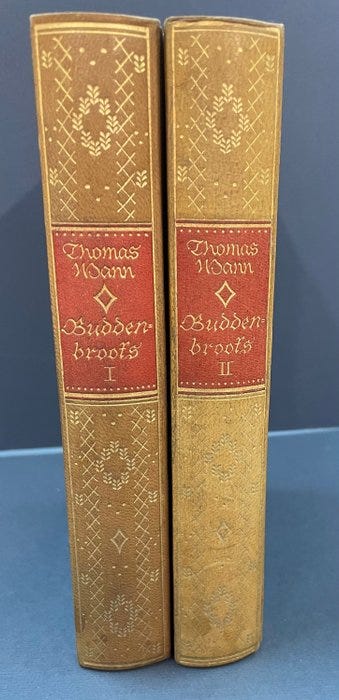 Thomas
Mann
Budden-
brooks
I
Thomas
Mann
Budden-
brooks
II